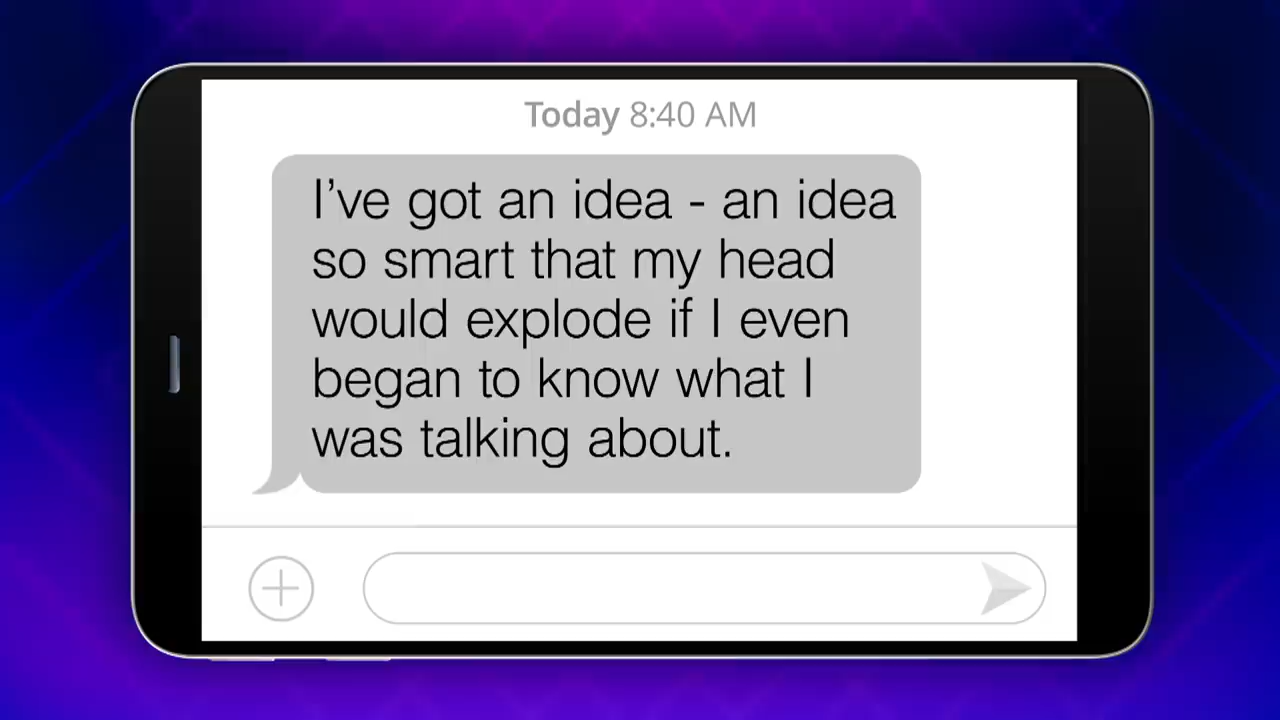 Today 8:40 AM
I’ve got an idea - an idea
so smart that my head
would explode if I even
began to know what I
was talking about.